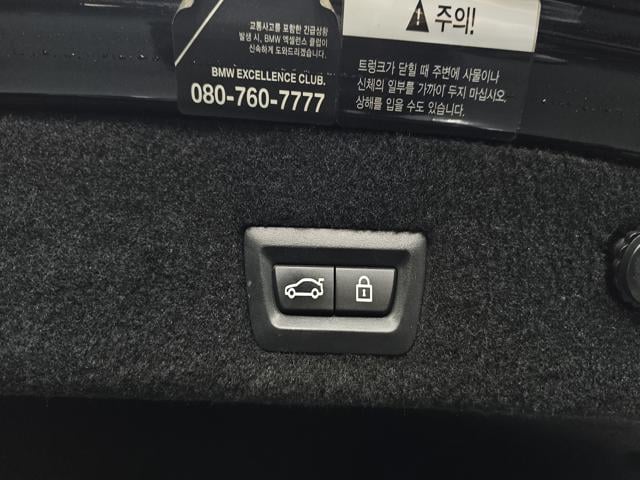 교통사고를 포함한 긴급상황
발생 시, BMW 엑셀런스 클럽이
신속하게 도와드리겠습니다.
BMW EXCELLENCE CLUB.
080-760-7777
주의!
트렁크가 닫힐 때 주변에 사물이나
신체의 일부를 가까이 두지 마십시오.
상해를 입을 수도 있습니다.